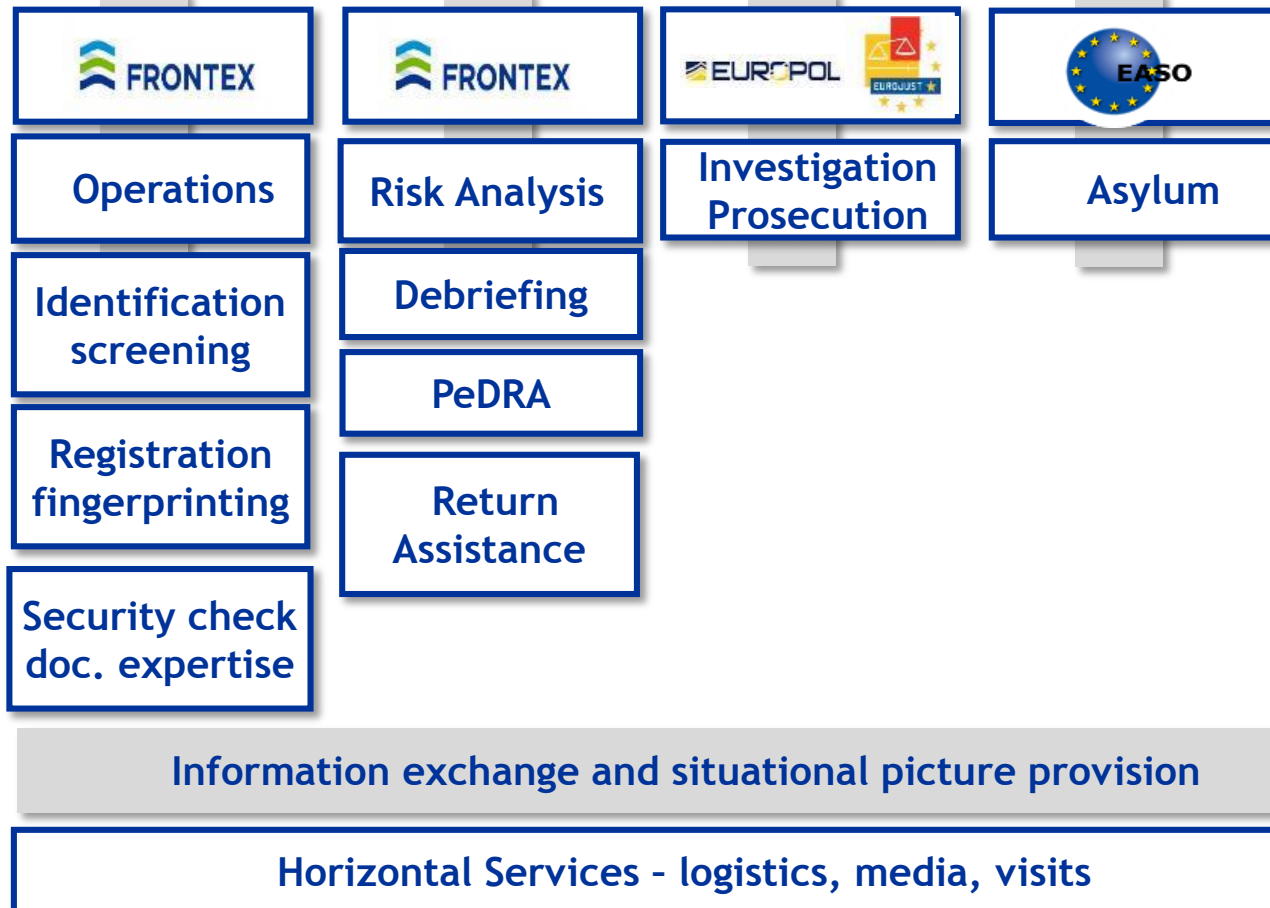 FRONTEX
FRONTEX
EUROPOL
EUROJUST
EASO
Operations
Risk Analysis
Investigation
Prosecution
Asylum
Identification
screening
Debriefing
PeDRA
Registration
fingerprinting
Return
Assistance
Security check
doc. expertise
Information exchange and situational picture provision
Horizontal Services - logistics, media, visits